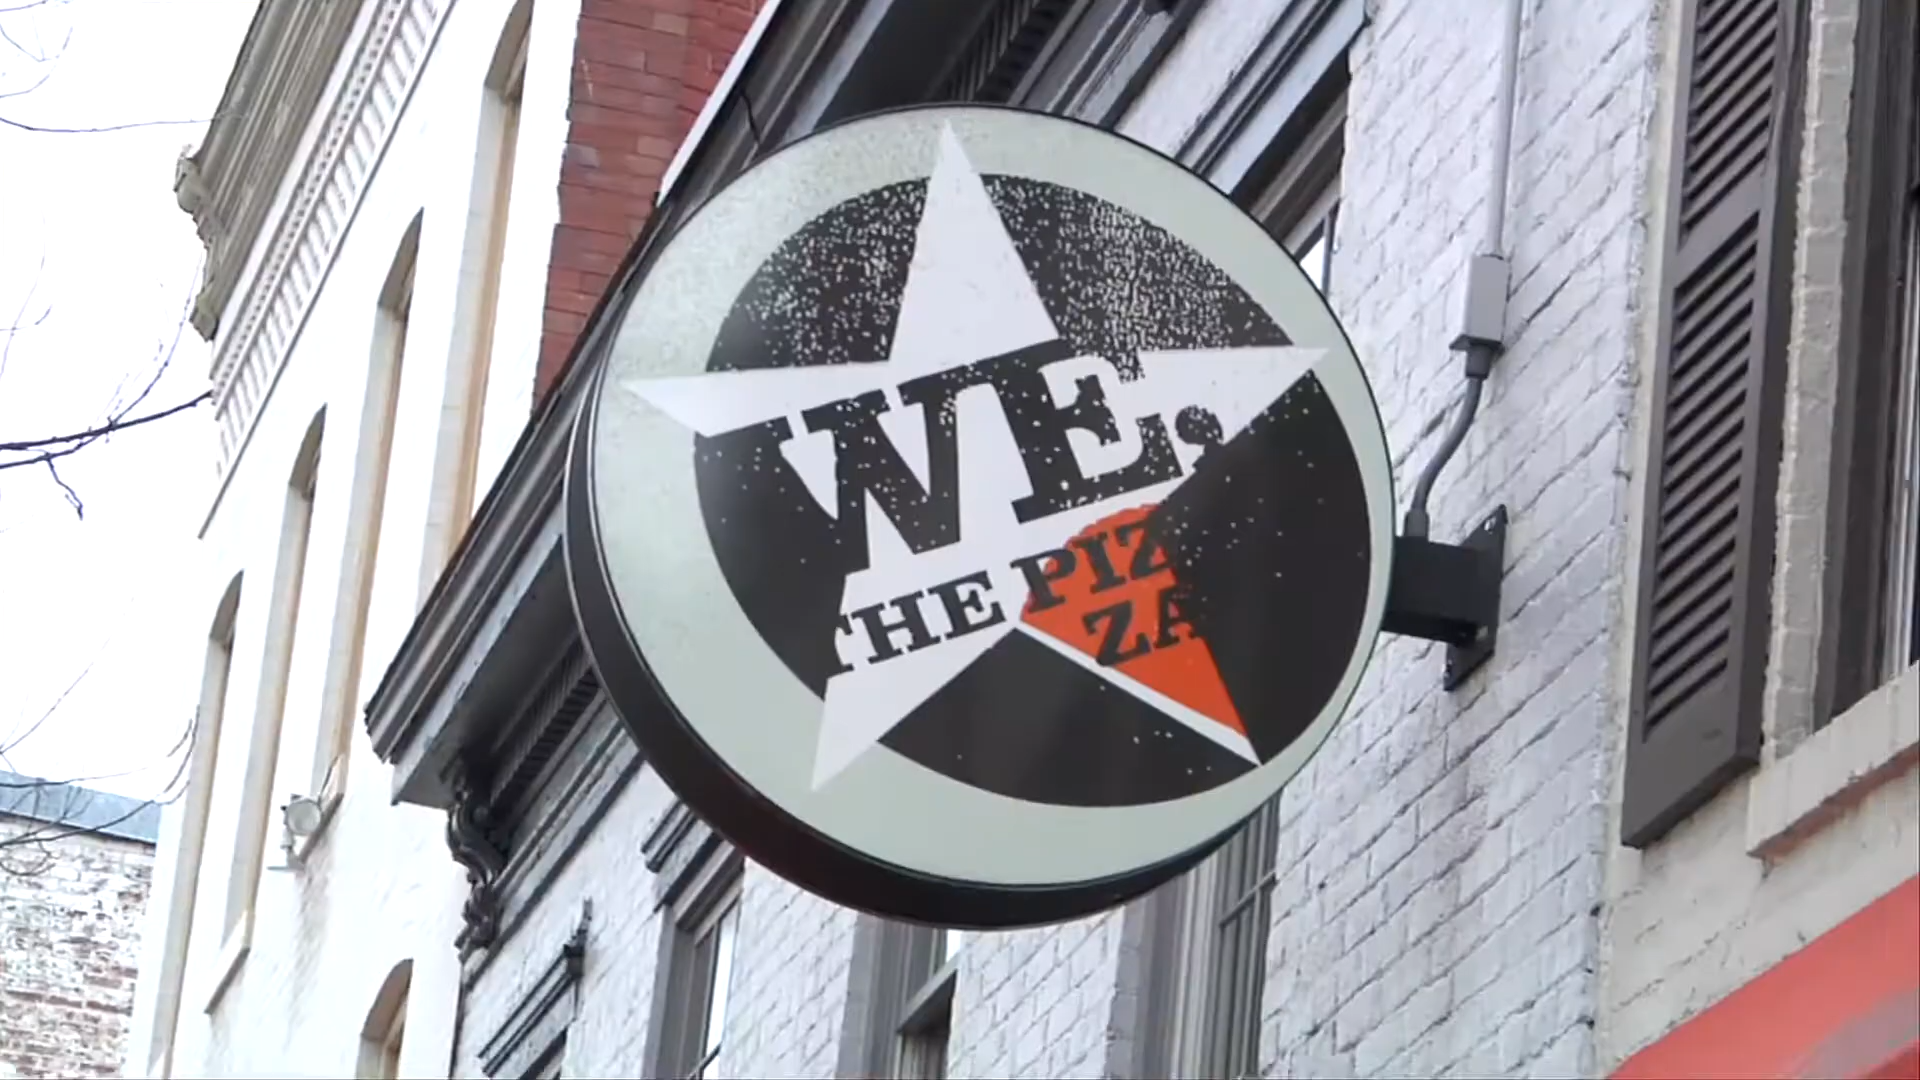 WE,
THE PIZ
ZA